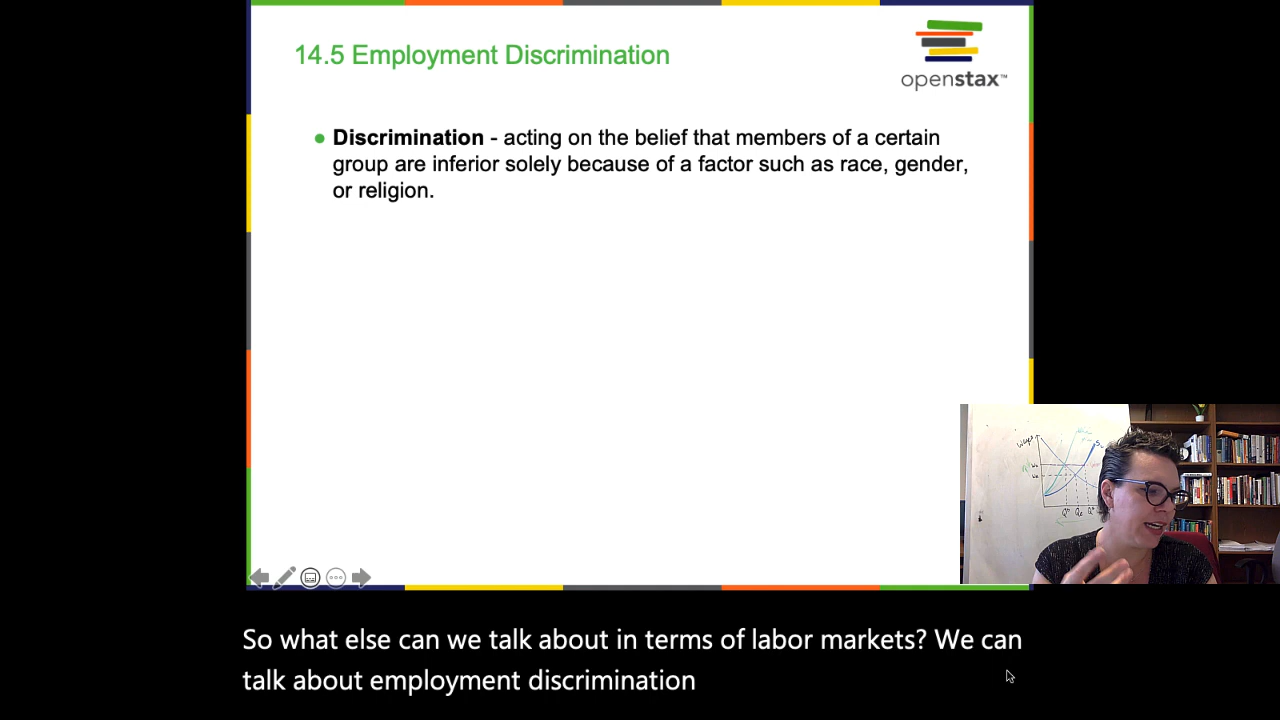 14.5 Employment Discrimination
openstax™
Discrimination - acting on the belief that members of a certain
group are inferior solely because of a factor such as race, gender,
or religion.
So what else can we talk about in terms of labor markets? We can
talk about employment discrimination